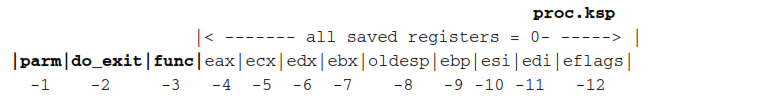 proc.ksp
|< ------- all saved registers = 0- -----> |
|parm|do_exit|func|eax|ecx|edx|ebx|oldesp|ebp|esi|edi|eflags|
-1 -2 -3 -4 -5 -6 -7 -8 -9 -10 -11 -12